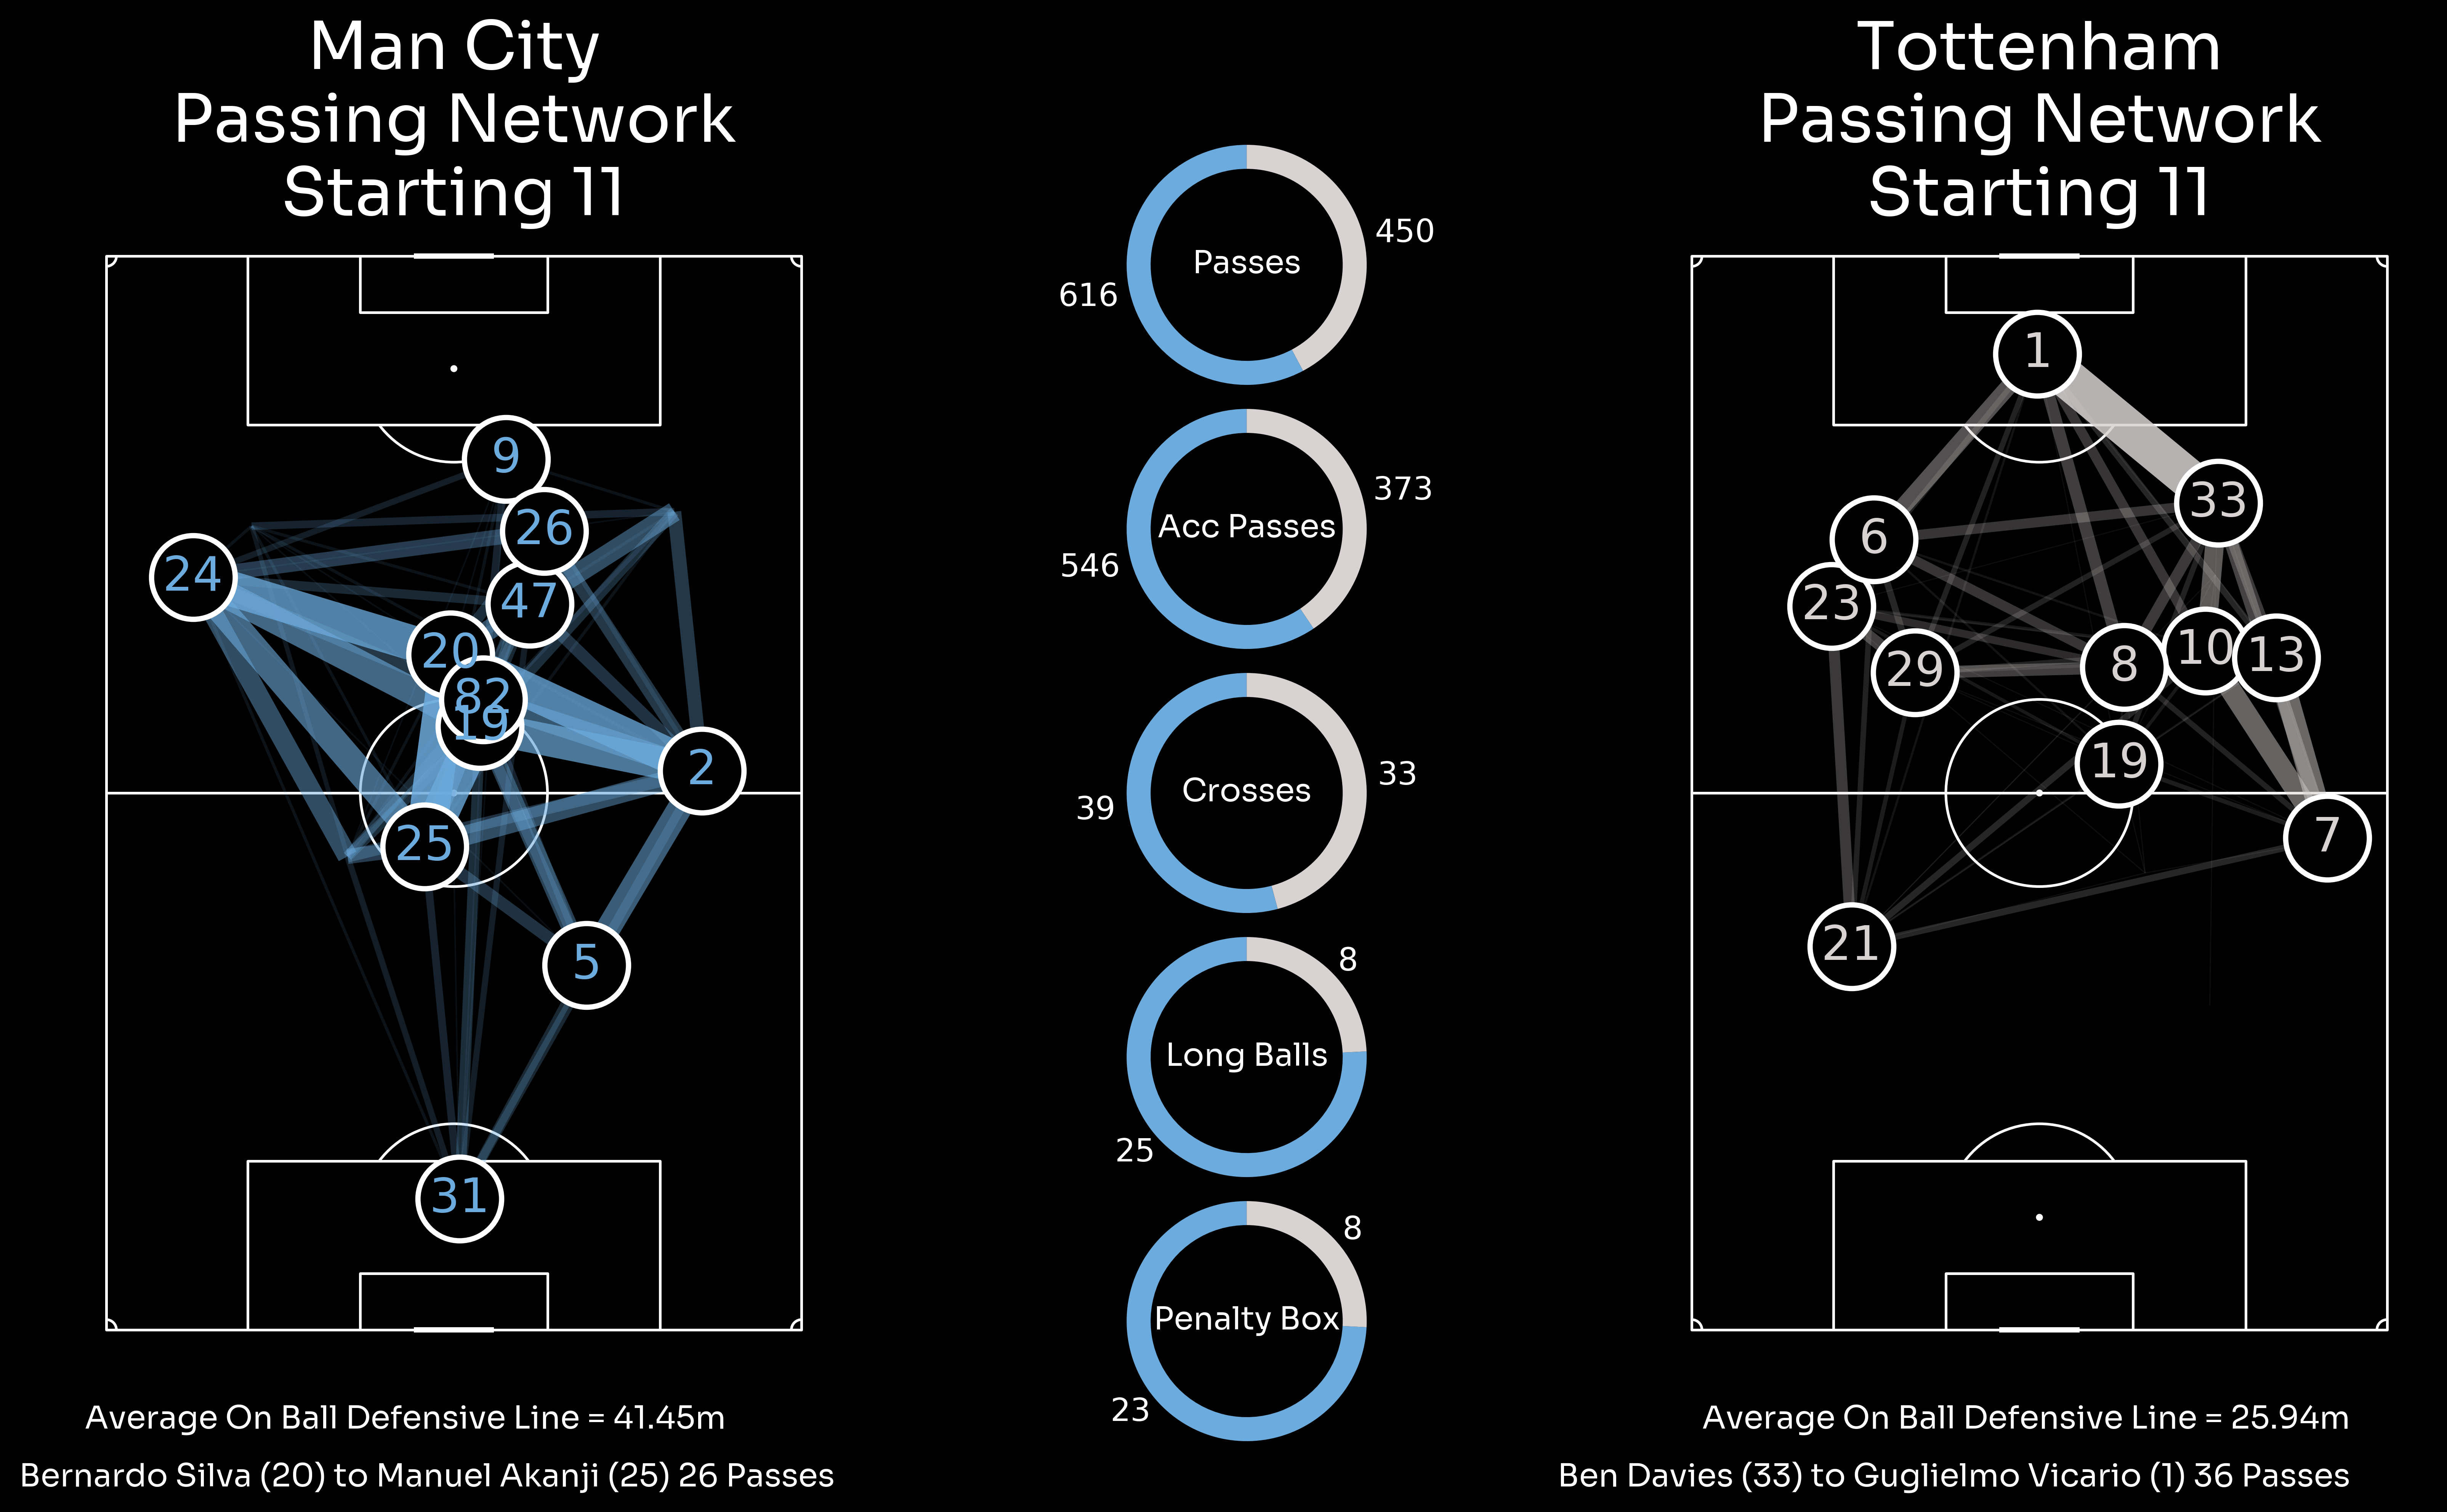 Man City
Passing Network
Starting 11
9
26
24
47
20
82
19
2
25
5
31
Average On Ball Defensive Line = 41.45m
Bernardo Silva (20) to Manuel Akanji (25) 26 Passes
450
Passes
616
373
Acc Passes
546
33
Crosses
39
8
Long Balls
25
8
Penalty Box
23
Tottenham
Passing Network
Starting 11
1
33
6
23
10
13
8
29
19
7
21
Average On Ball Defensive Line = 25.94m
Ben Davies (33) to Guglielmo Vicario (1) 36 Passes